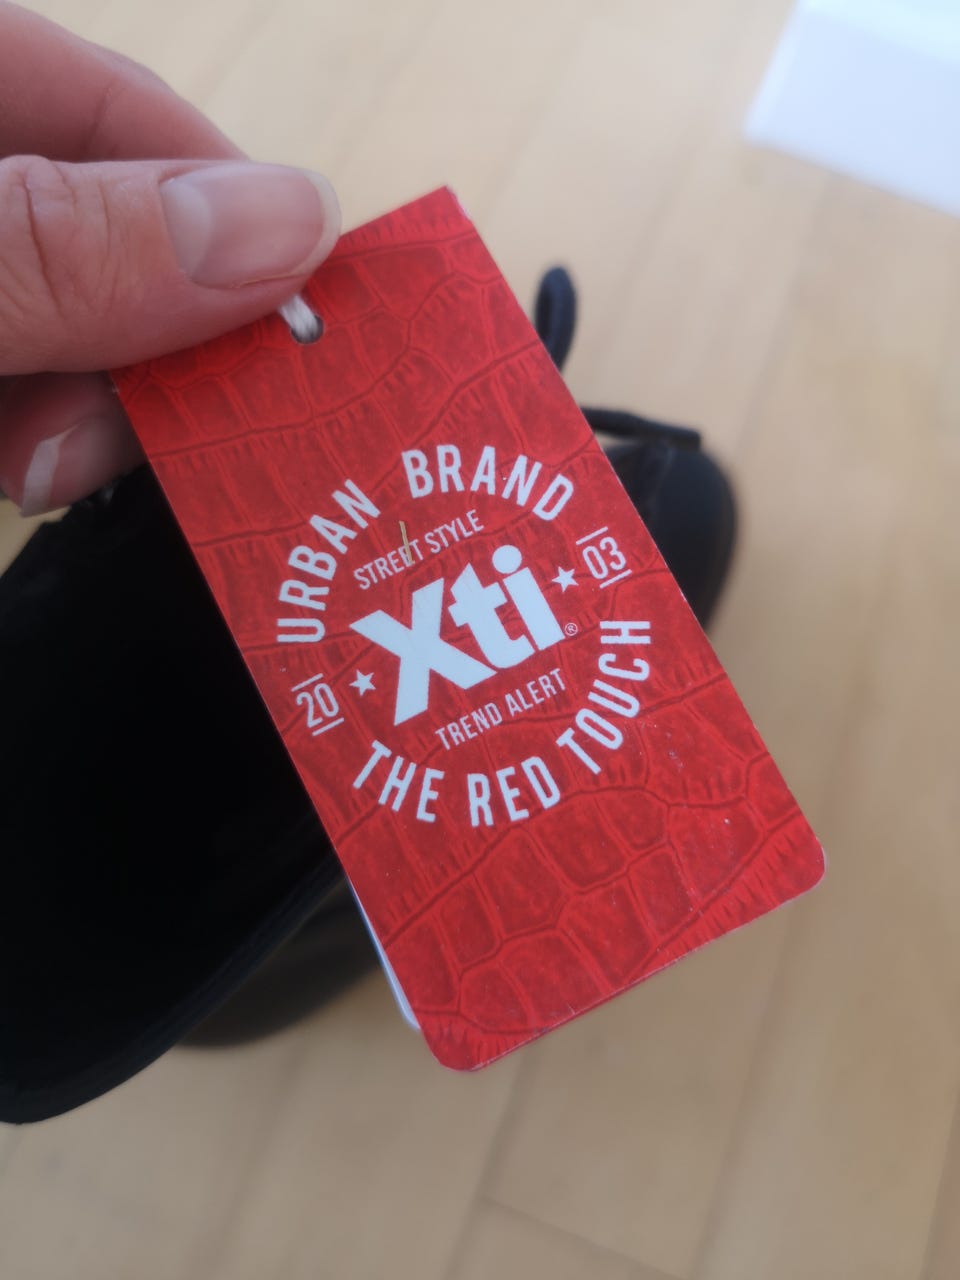 URBAN BRAND
STREET STYLE
20 ★ Xti® ★ 03
TREND ALERT
THE RED TOUCH